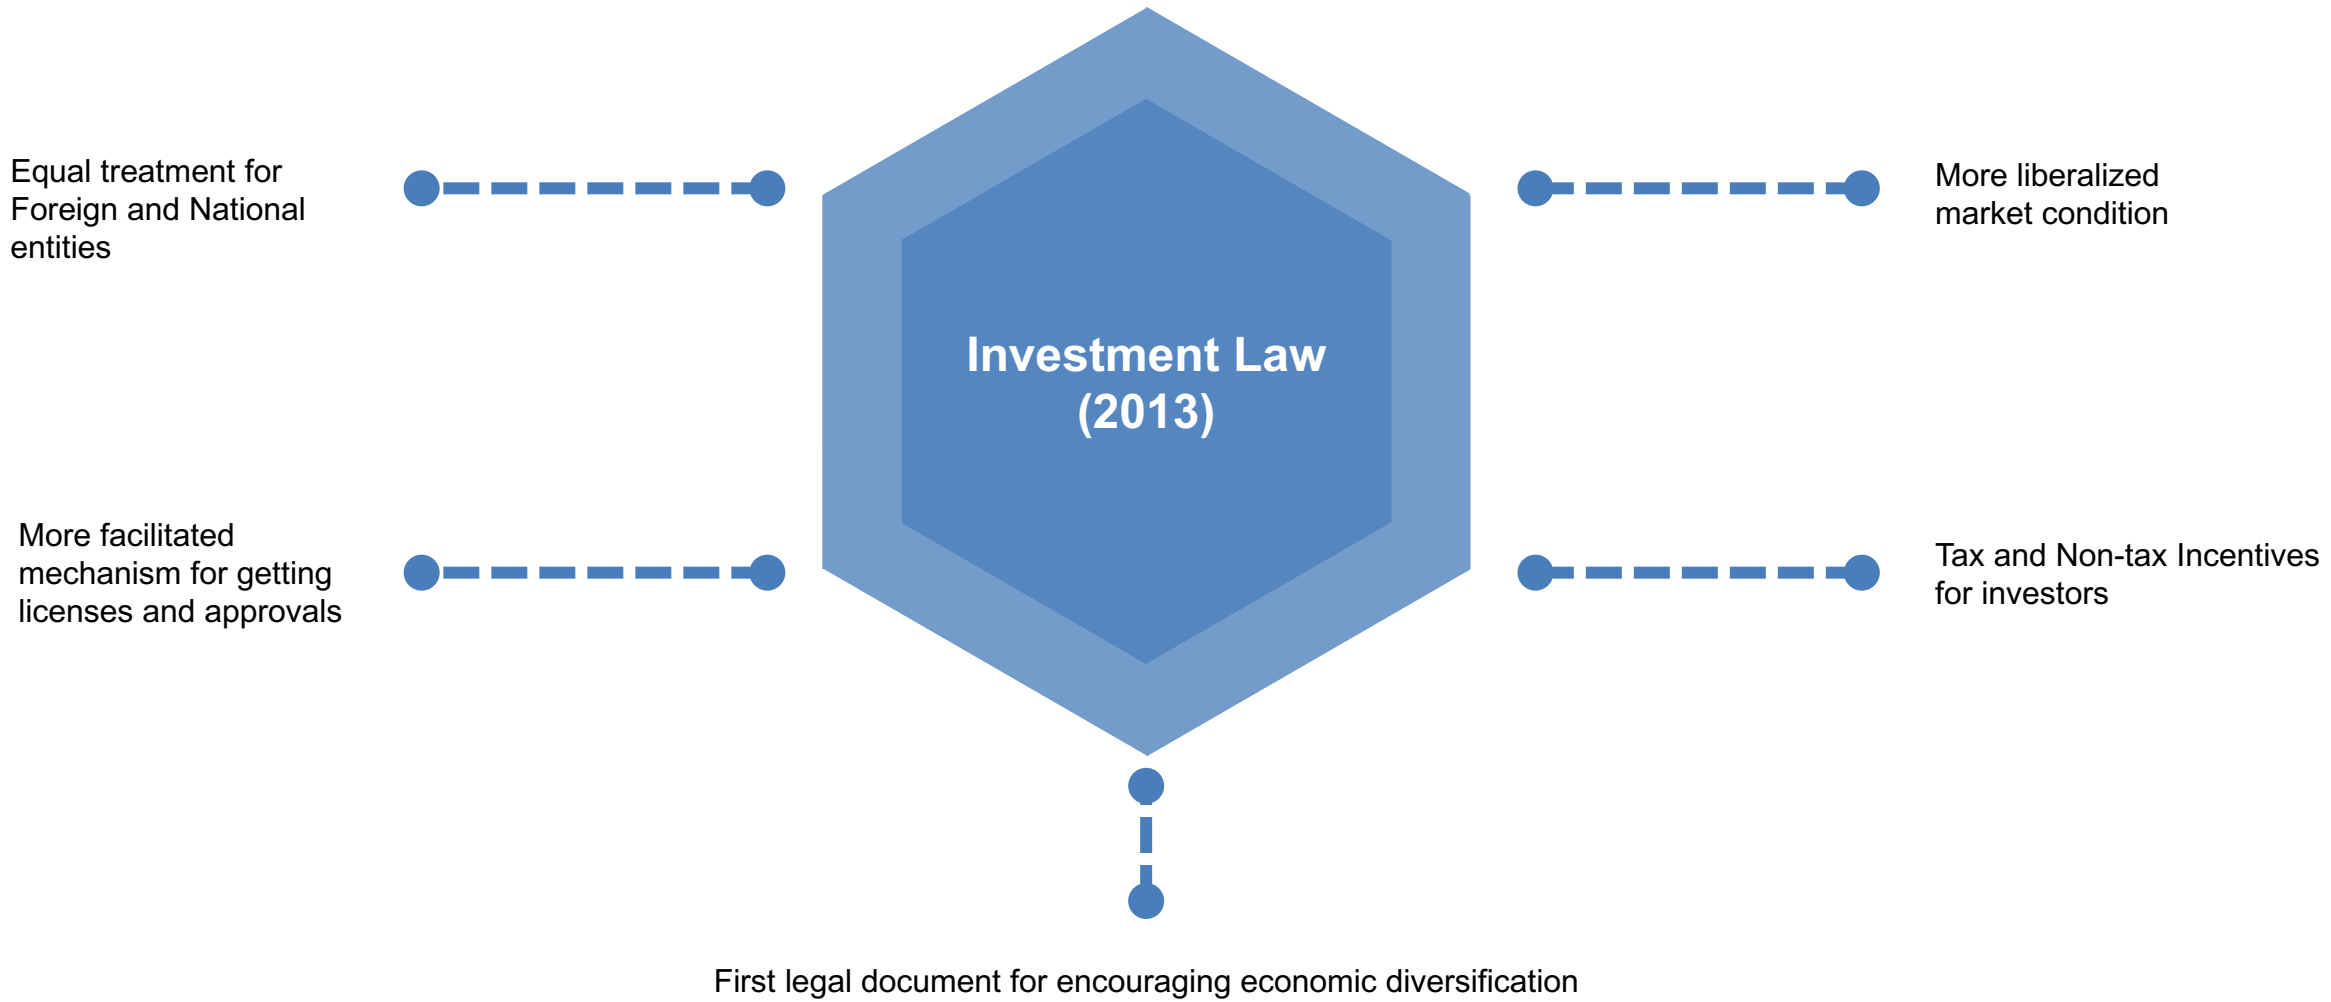 Equal treatment for
Foreign and National
entities
More liberalized
market condition
Investment Law
(2013)
More facilitated
mechanism for getting
licenses and approvals
Tax and Non-tax Incentives
for investors
First legal document for encouraging economic diversification